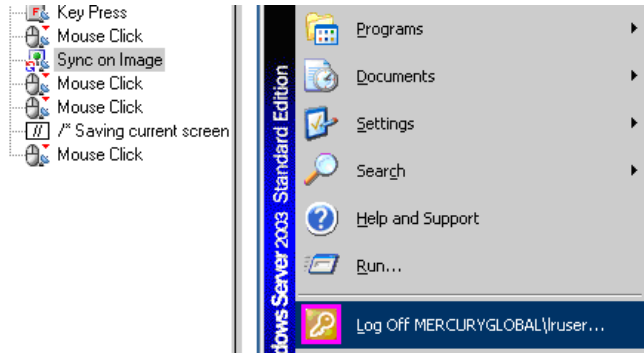 Key Press
Mouse Click
Sync on Image
Mouse Click
Mouse Click
// /* Saving current screen
Mouse Click
dows Server 2003 Standard Edition
Programs
Documents
Settings
Search
Help and Support
Run...
Log Off MERCURYGLOBAL\lruser...